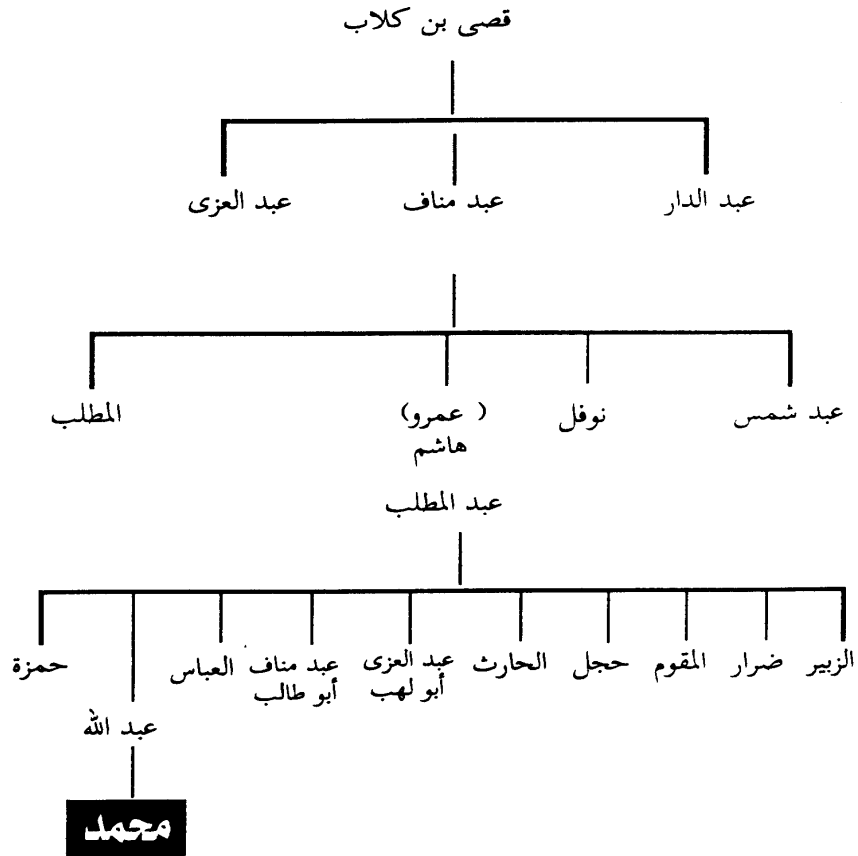 قصى بن كلاب
عبد الدار عبد مناف عبد العزى
عبد شمس نوفل ( عمرو) المطلب
هاشم
عبد المطلب
الزبير ضرار المقوم حجل الحارث عبد العزى عبد مناف العباس حمزة
أبو لهب أبو طالب
عبد الله
محمد